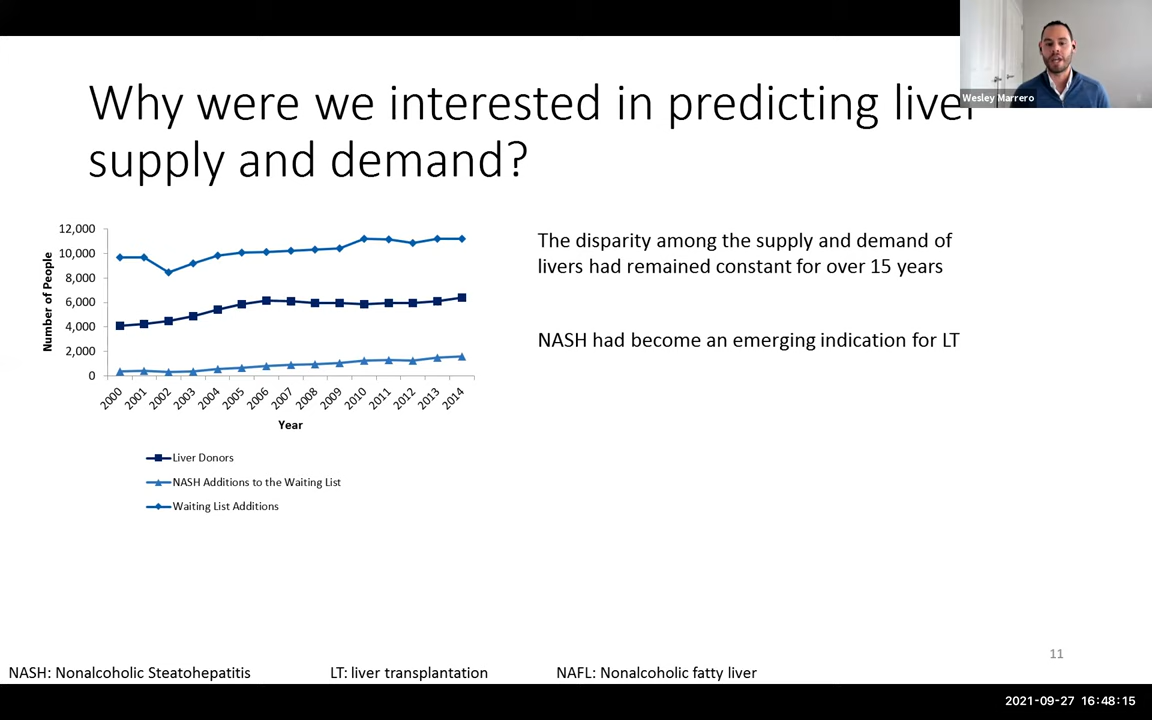 Wesley Marrero
Why were we interested in predicting liver
supply and demand?
12,000
10,000
8,000
6,000
4,000
2,000
0
Number of People
2000
2001
2002
2003
2004
2005
2006
2007
2008
2009
2010
2011
2012
2013
2014
Year
Liver Donors
NASH Additions to the Waiting List
Waiting List Additions
The disparity among the supply and demand of
livers had remained constant for over 15 years
NASH had become an emerging indication for LT
11
NASH: Nonalcoholic Steatohepatitis LT: liver transplantation NAFL: Nonalcoholic fatty liver
2021-09-27 16:48:15